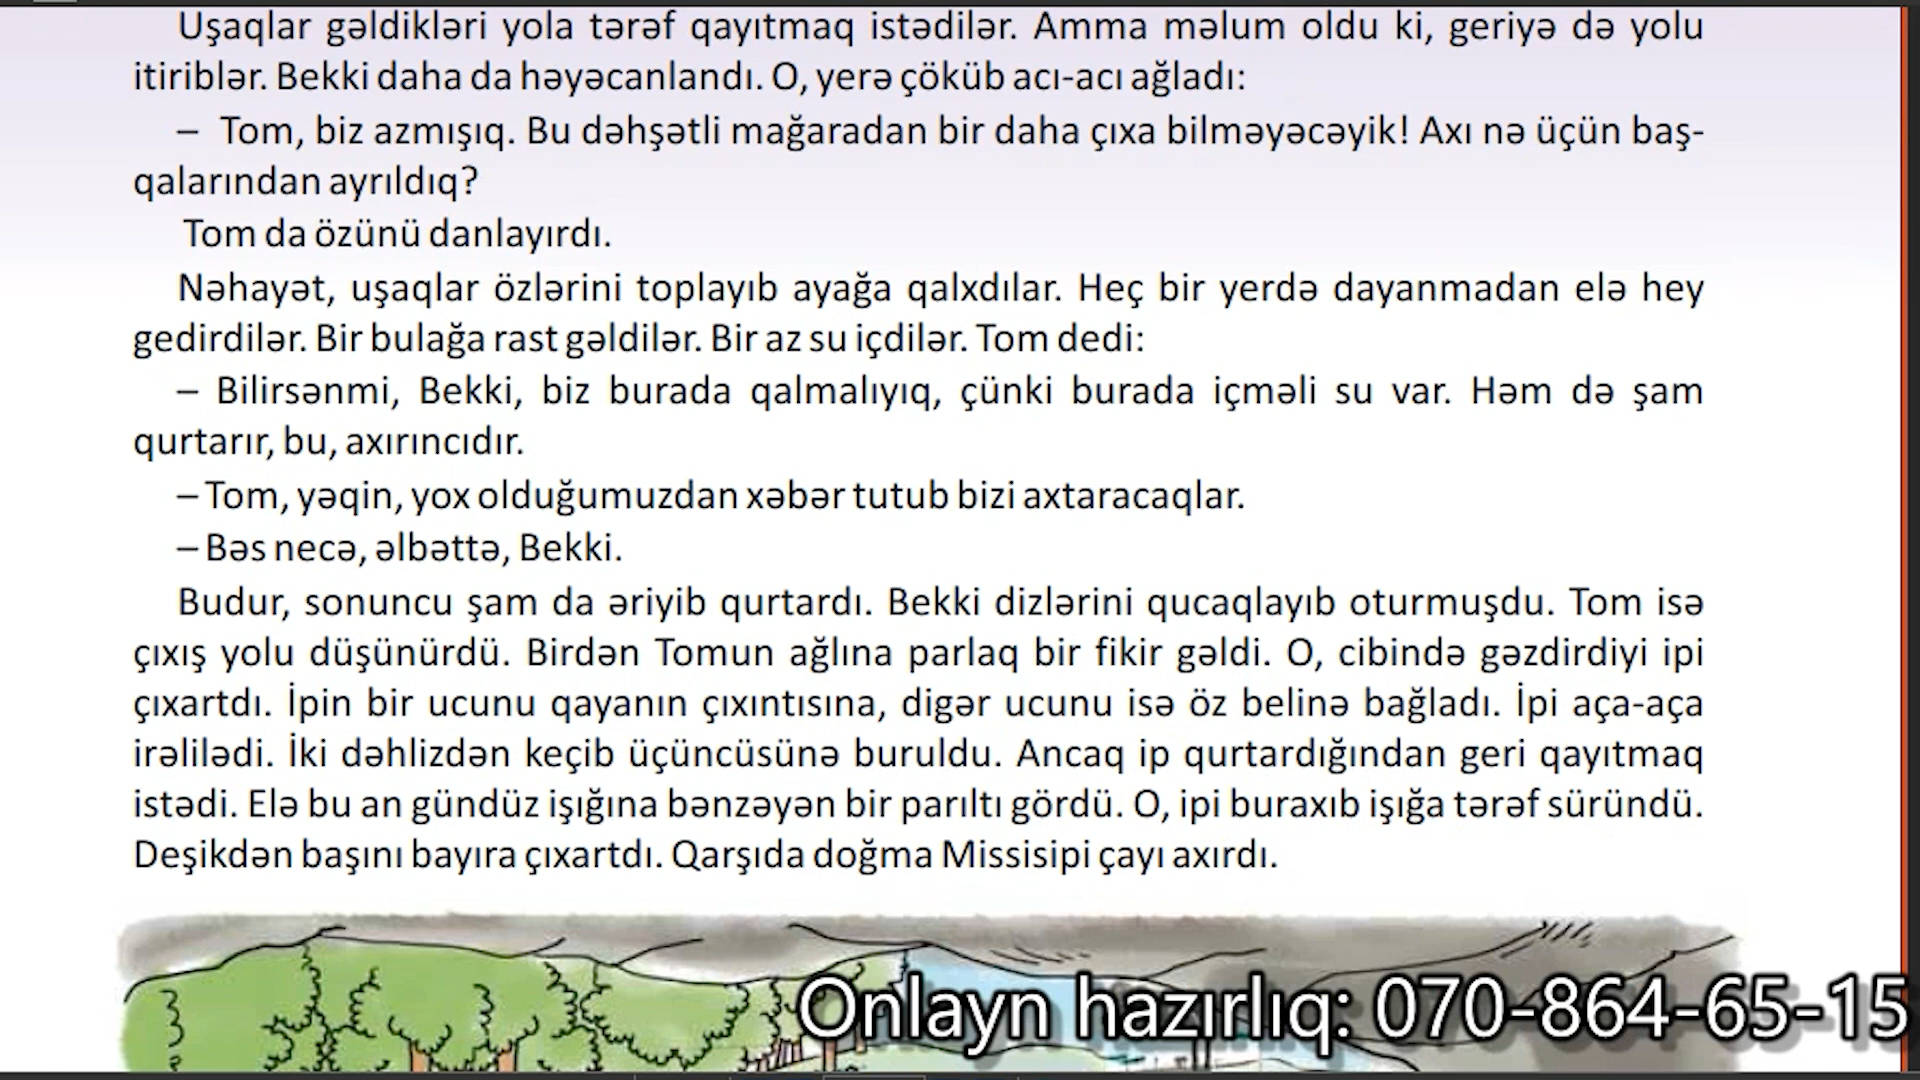 Uşaqlar gəldikləri yola tərəf qayıtmaq istədilər. Amma məlum oldu ki, geriyə də yolu
itiriblər. Bekki daha da həyəcanlandı. O, yerə çöküb acı-acı ağladı:
– Tom, biz azmışıq. Bu dəhşətli mağaradan bir daha çıxa bilməyəcəyik! Axı nə üçün baş-
qalarından ayrıldıq?
Tom da özünü danlayırdı.
Nəhayət, uşaqlar özlərini toplayıb ayağa qalxdılar. Heç bir yerdə dayanmadan elə hey
gedirdilər. Bir bulağa rast gəldilər. Bir az su içdilər. Tom dedi:
– Bilirsənmi, Bekki, biz burada qalmalıyıq, çünki burada içməli su var. Həm də şam
qurtarır, bu, axırıncıdır.
– Tom, yəqin, yox olduğumuzdan xəbər tutub bizi axtaracaqlar.
– Bəs necə, əlbəttə, Bekki.
Budur, sonuncu şam da əriyib qurtardı. Bekki dizlərini qucaqlayıb oturmuşdu. Tom isə
çıxış yolu düşünürdü. Birdən Tomun ağlına parlaq bir fikir gəldi. O, cibində gəzdirdiyi ipi
çıxartdı. İpin bir ucunu qayanın çıxıntısına, digər ucunu isə öz belinə bağladı. İpi aça-aça
irəlilədi. İki dəhlizdən keçib üçüncüsünə buruldu. Ancaq ip qurtardığından geri qayıtmaq
istədi. Elə bu an gündüz işığına bənzəyən bir parıltı gördü. O, ipi buraxıb işığa tərəf süründü.
Deşikdən başını bayıra çıxartdı. Qarşıda doğma Missisipi çayı axırdı.
Onlayn hazırlıq: 070-864-65-15